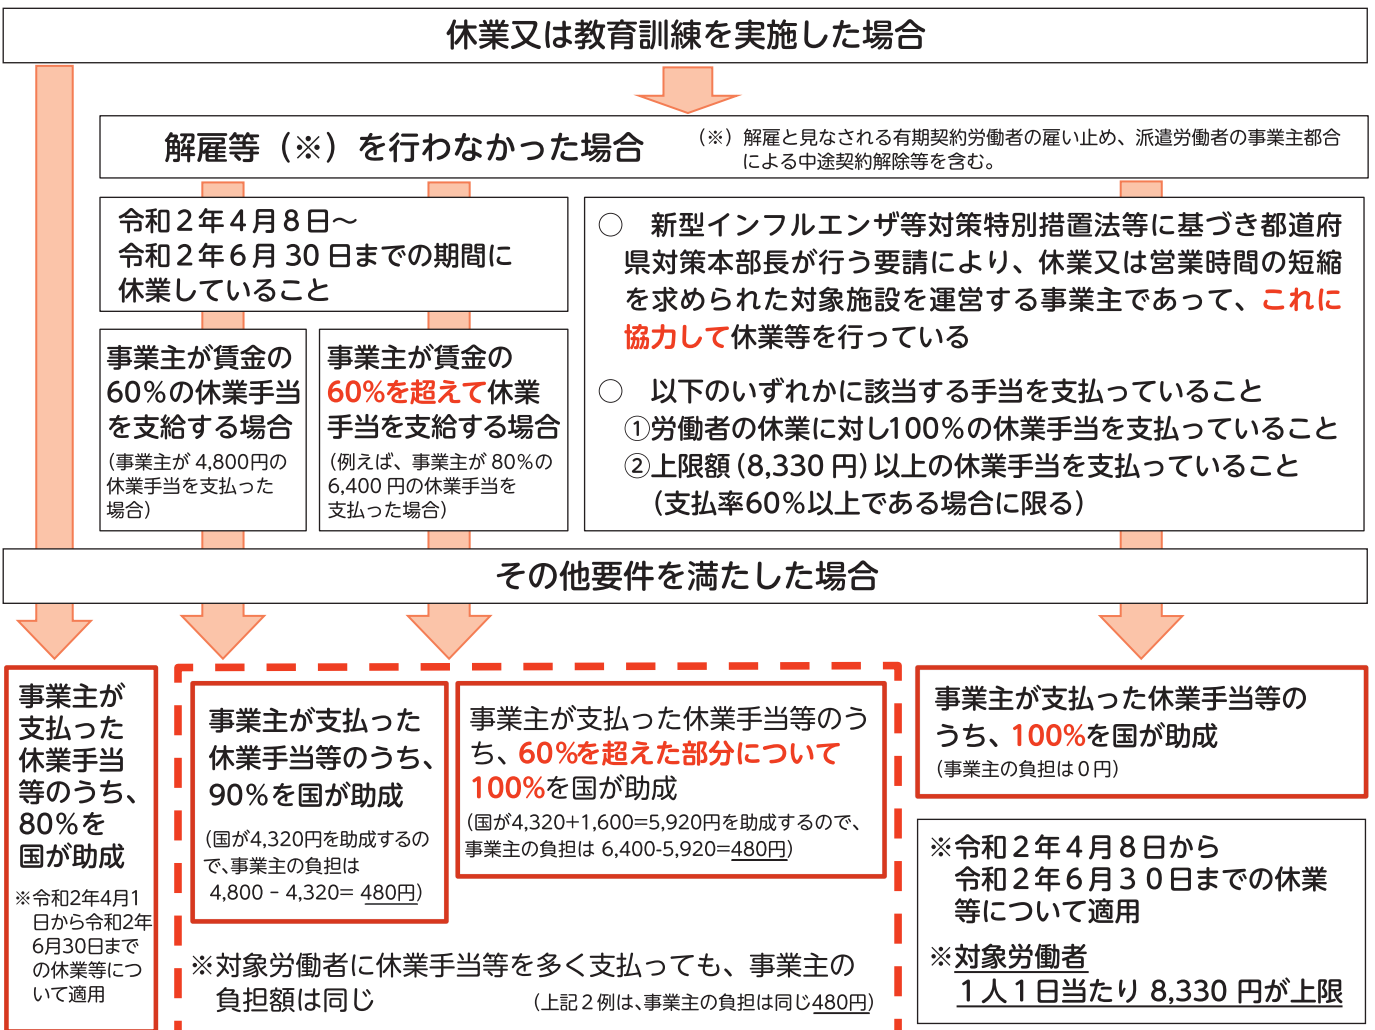 休業又は教育訓練を実施した場合
解雇等（※）を行わなかった場合
（※）解雇と見なされる有期契約労働者の雇い止め、派遣労働者の事業主都合
による中途契約解除等を含む。
令和２年４月８日～
令和２年６月 30 日までの期間に
休業していること
事業主が賃金の
60％の休業手当
を支給する場合
（事業主が 4,800円の
休業手当を支払った
場合）
事業主が賃金の
60％を超えて休業
手当を支給する場合
（例えば、事業主が 80％の
6,400 円の休業手当を
支払った場合）
○　新型インフルエンザ等対策特別措置法等に基づき都道府
県対策本部長が行う要請により、休業又は営業時間の短縮
を求められた対象施設を運営する事業主であって、これに
協力して休業等を行っている
○　以下のいずれかに該当する手当を支払っていること
①労働者の休業に対し100％の休業手当を支払っていること
②上限額（8,330 円）以上の休業手当を支払っていること
（支払率60％以上である場合に限る）
その他要件を満たした場合
事業主が
支払った
休業手当
等のうち、
80％を
国が助成
※令和2年4月1
日から令和2年
6月30日まで
の休業等につ
いて適用
事業主が支払った
休業手当等のうち、
90％を国が助成
（国が4,320円を助成するの
で、事業主の負担は
4,800 − 4,320= 480円）
事業主が支払った休業手当等のう
ち、60％を超えた部分について
100％を国が助成
（国が4,320+1,600=5,920円を助成するので、
事業主の負担は 6,400-5,920=480円）
※対象労働者に休業手当等を多く支払っても、事業主の
負担額は同じ
（上記２例は、事業主の負担は同じ480円）
事業主が支払った休業手当等の
うち、100％を国が助成
（事業主の負担は０円）
※令和２年４月８日から
令和２年６月３０日までの休業
等について適用
※対象労働者
１人１日当たり 8,330 円が上限